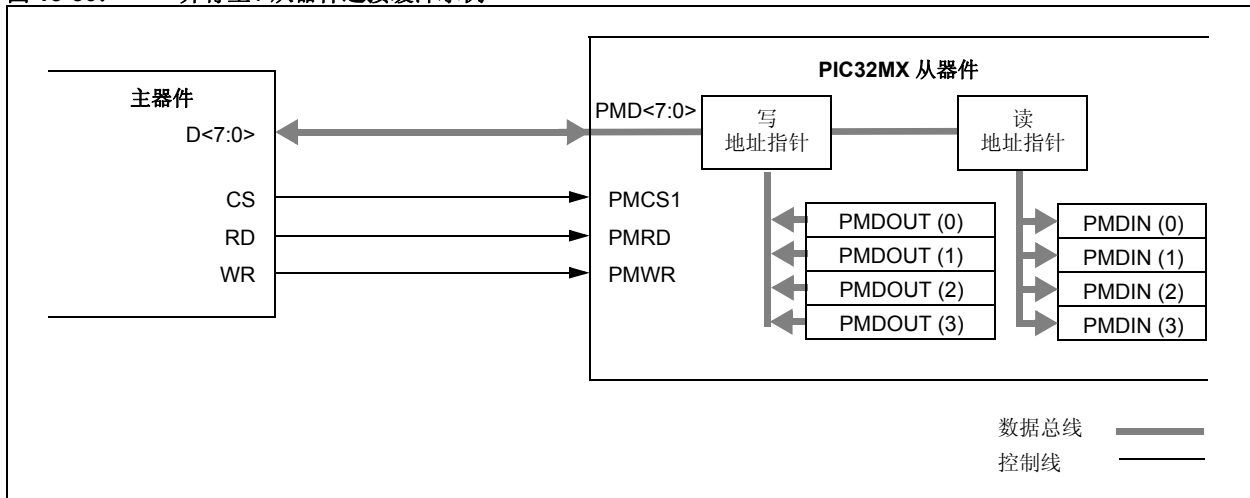 PIC32MX 从器件
主器件
D<7:0>
PMD<7:0>
写
地址指针
读
地址指针
CS
PMCS1
RD
PMRD
WR
PMWR
PMDOUT (0)
PMDOUT (1)
PMDOUT (2)
PMDOUT (3)
PMDIN (0)
PMDIN (1)
PMDIN (2)
PMDIN (3)
数据总线
控制线